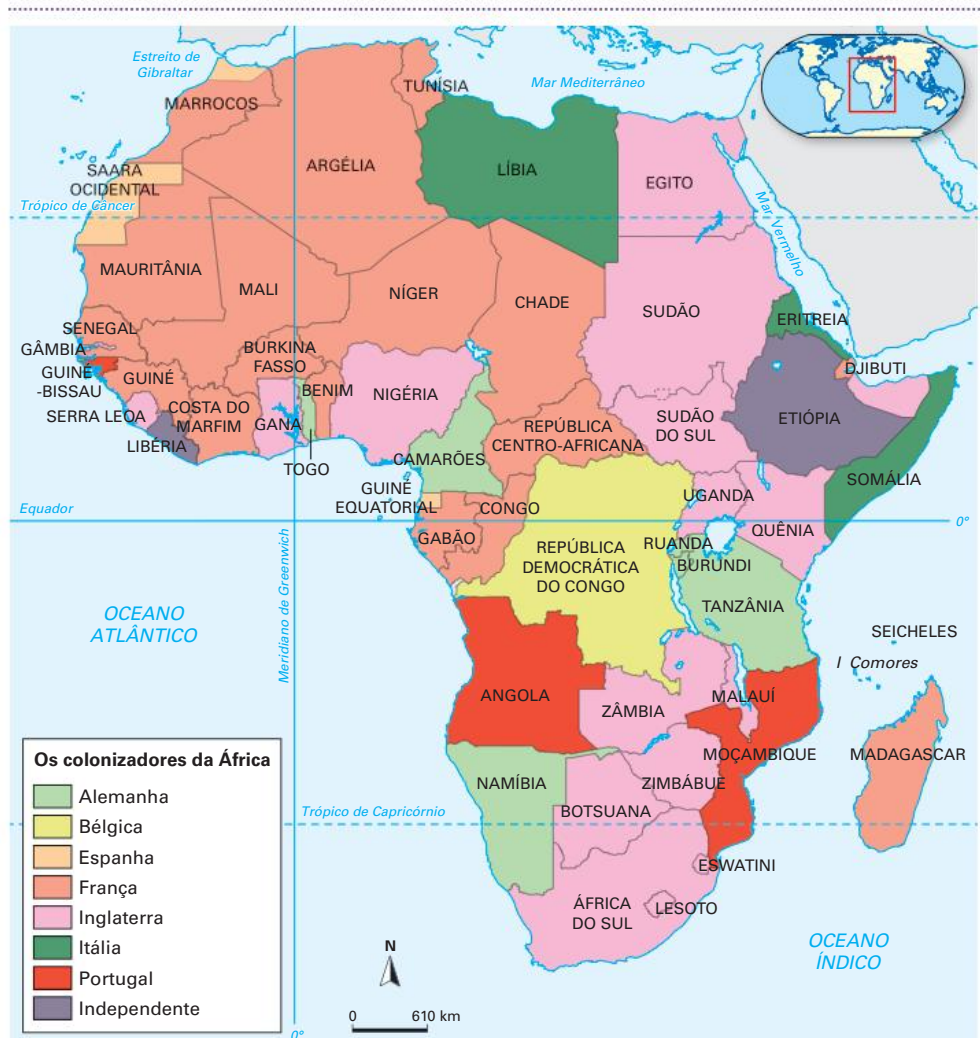 Estreito de
Gibraltar
Mar Mediterrâneo
TUNÍSIA
MARROCOS
ARGÉLIA
LÍBIA
EGITO
SAARA
OCIDENTAL
Trópico de Câncer
Mar Vermelho
MAURITÂNIA
MALI
NÍGER
CHADE
SUDÃO
ERITREIA
SENEGAL
GÂMBIA
GUINÉ
-BISSAU
GUINÉ
BURKINA
FASSO
BENIM
NIGÉRIA
DJIBUTI
SERRA LEOA
COSTA DO
MARFIM
GANA
LIBÉRIA
TOGO
CAMARÕES
REPÚBLICA
CENTRO-AFRICANA
SUDÃO
DO SUL
ETIÓPIA
SOMÁLIA
GUINÉ
EQUATORIAL
CONGO
UGANDA
QUÊNIA
Equador
0°
GABÃO
REPÚBLICA
DEMOCRÁTICA
DO CONGO
RUANDA
BURUNDI
TANZÂNIA
Meridiano de Greenwich
OCEANO
ATLÂNTICO
SEICHELES
I Comores
ANGOLA
ZÂMBIA
MALAUÍ
MOÇAMBIQUE
MADAGASCAR
NAMÍBIA
ZIMBÁBUE
BOTSUANA
Trópico de Capricórnio
ESWATINI
ÁFRICA
DO SUL
LESOTO
OCEANO
ÍNDICO
Os colonizadores da África
Alemanha
Bélgica
Espanha
França
Inglaterra
Itália
Portugal
Independente
N
0 610 km
0°